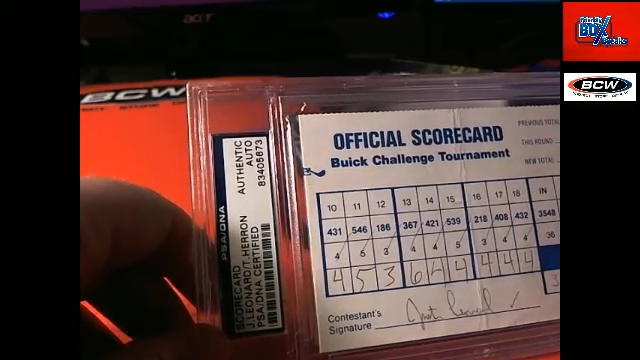 acer
BCW
BCW
PSA/DNA
SCORECARD
J.LEONARD/T.HERRON
PSA/DNA CERTIFIED
AUTHENTIC
AUTO
83405673
OFFICIAL SCORECARD
Buick Challenge Tournament
PREVIOUS TOTAL
THIS ROUND
NEW TOTAL
10 11 12 13 14 15 16 17 18 IN
431 546 186 367 421 539 218 408 432 3548
4 5 3 4 4 5 3 4 4 36
4 5 3 6 4 4 4 4 4 3
Contestant's
Signature